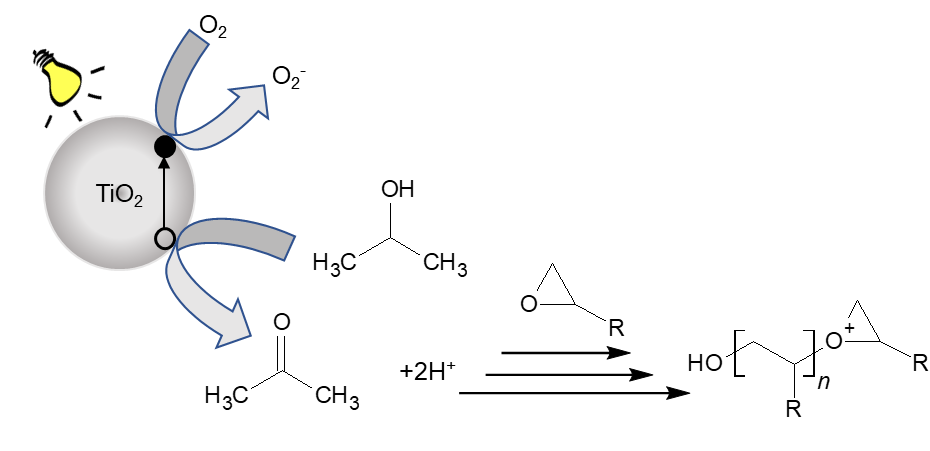 O₂
O₂⁻
TiO₂
OH
H₃C
CH₃
O
R
O
H₃C
CH₃
+2H⁺
HO
O
+
R
n
R